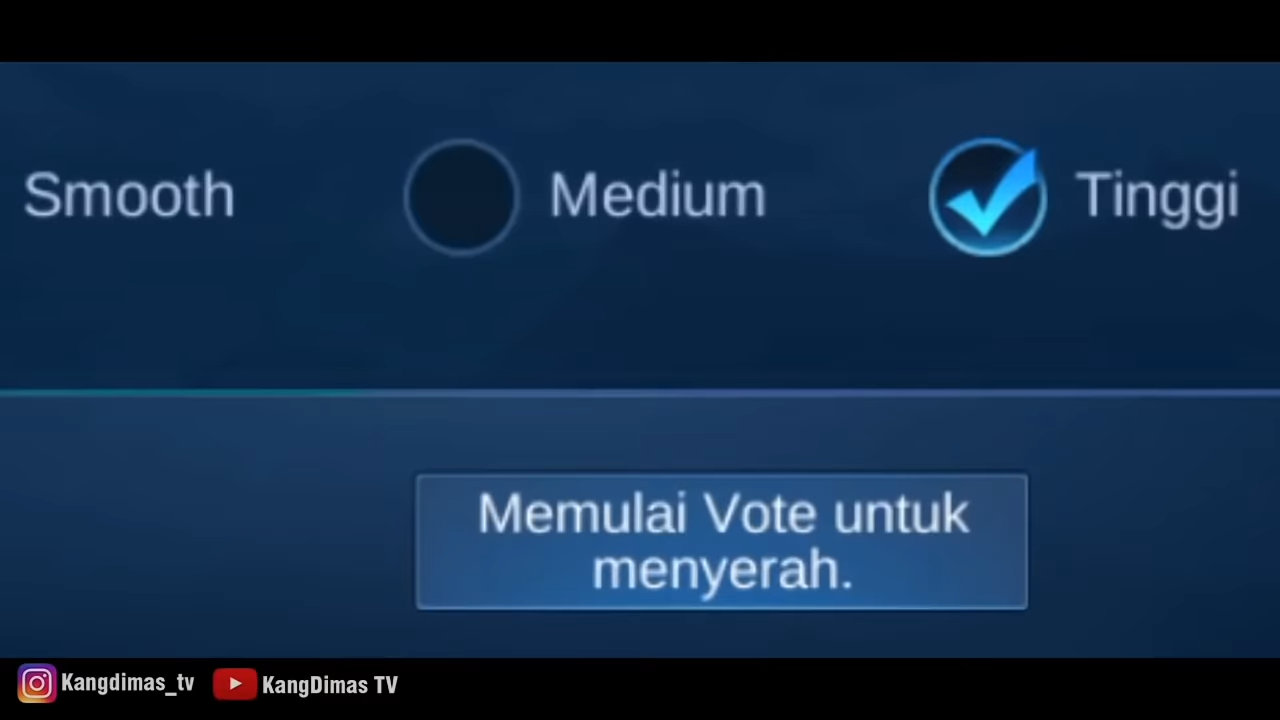 Smooth Medium Tinggi
Memulai Vote untuk
menyerah.
Kangdimas_tv KangDimas TV